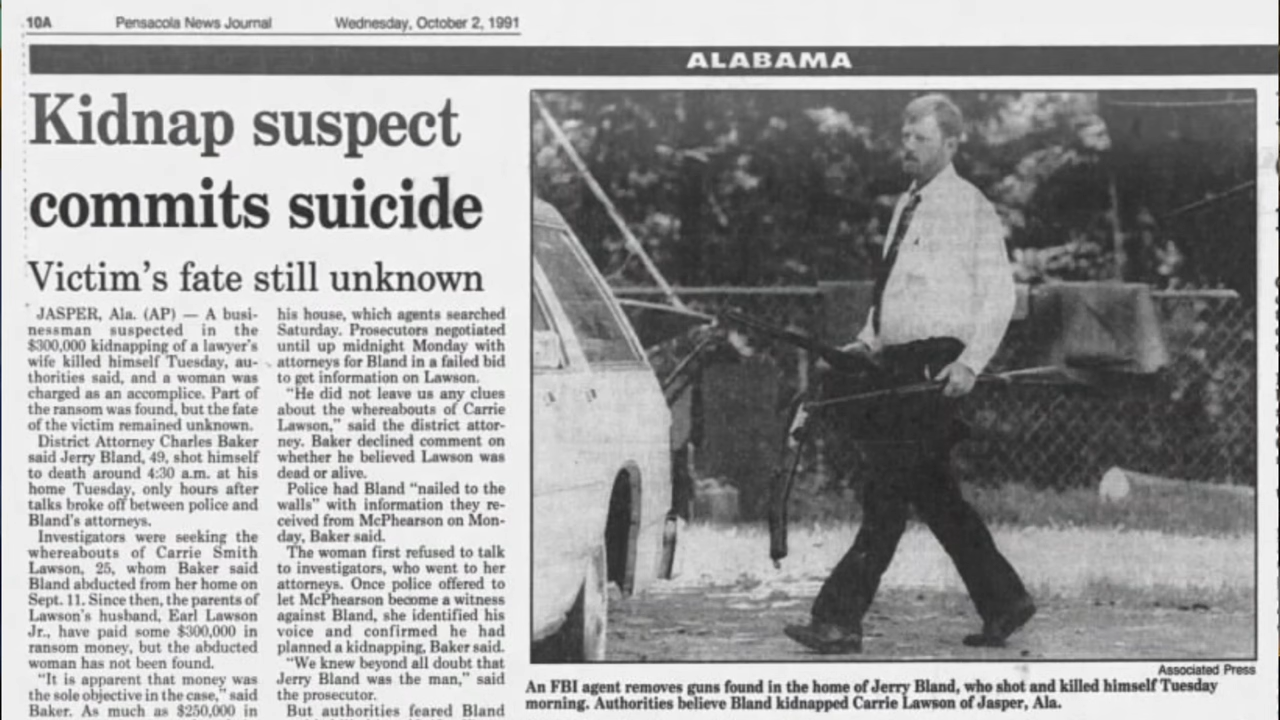 10A Pensacola News Journal Wednesday, October 2, 1991
ALABAMA
Kidnap suspect
commits suicide
Victim's fate still unknown
JASPER, Ala. (AP) — A busi-
nessman suspected in the
$300,000 kidnapping of a lawyer's
wife killed himself Tuesday, au-
thorities said, and a woman was
charged as an accomplice. Part of
the ransom was found, but the fate
of the victim remained unknown.
District Attorney Charles Baker
said Jerry Bland, 49, shot himself
to death around 4:30 a.m. at his
home Tuesday, only hours after
talks broke off between police and
Bland's attorneys.
Investigators were seeking the
whereabouts of Carrie Smith
Lawson, 25, whom Baker said
Bland abducted from her home on
Sept. 11. Since then, the parents of
Lawson's husband, Earl Lawson
Jr., have paid some $300,000 in
ransom money, but the abducted
woman has not been found.
"It is apparent that money was
the sole objective in the case," said
Baker. As much as $250,000 in
his house, which agents searched
Saturday. Prosecutors negotiated
until up midnight Monday with
attorneys for Bland in a failed bid
to get information on Lawson.
"He did not leave us any clues
about the whereabouts of Carrie
Lawson," said the district attor-
ney. Baker declined comment on
whether he believed Lawson was
dead or alive.
Police had Bland "nailed to the
walls" with information they re-
ceived from McPhearson on Mon-
day, Baker said.
The woman first refused to talk
to investigators, who went to her
attorneys. Once police offered to
let McPhearson become a witness
against Bland, she identified his
voice and confirmed he had
planned a kidnapping, Baker said.
"We knew beyond all doubt that
Jerry Bland was the man," said
the prosecutor.
But authorities feared Bland
Associated Press
An FBI agent removes guns found in the home of Jerry Bland, who shot and killed himself Tuesday
morning. Authorities believe Bland kidnapped Carrie Lawson of Jasper, Ala.